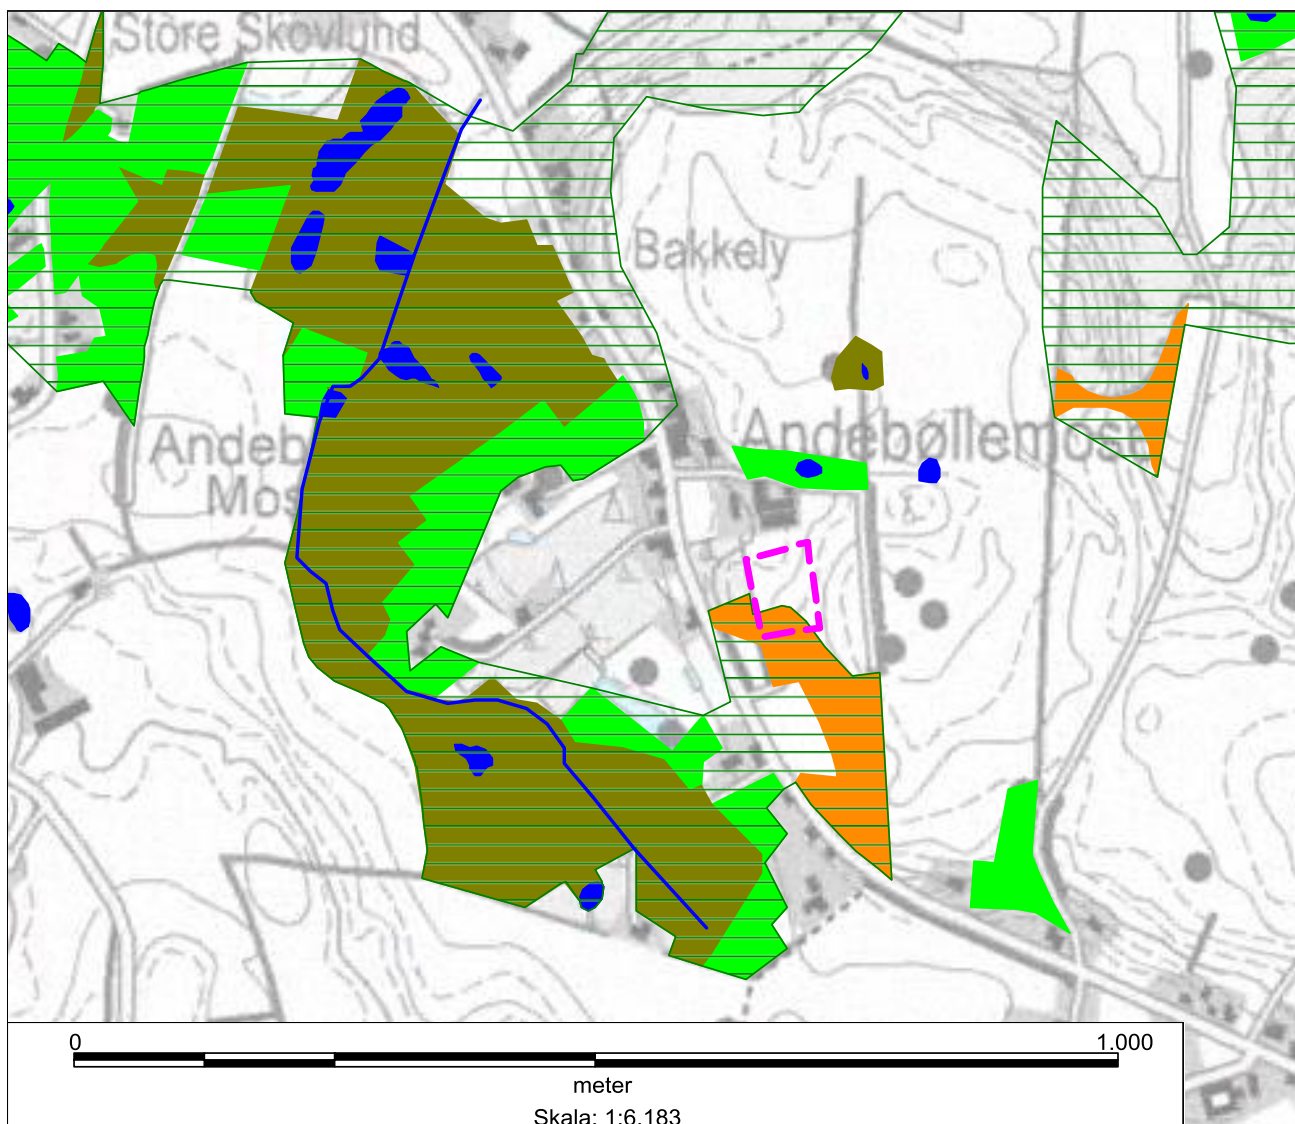 Store Skovlund
Bakkely
Andebøllemose
Andeb
Mos
0
1.000
meter
Skala: 1:6.183